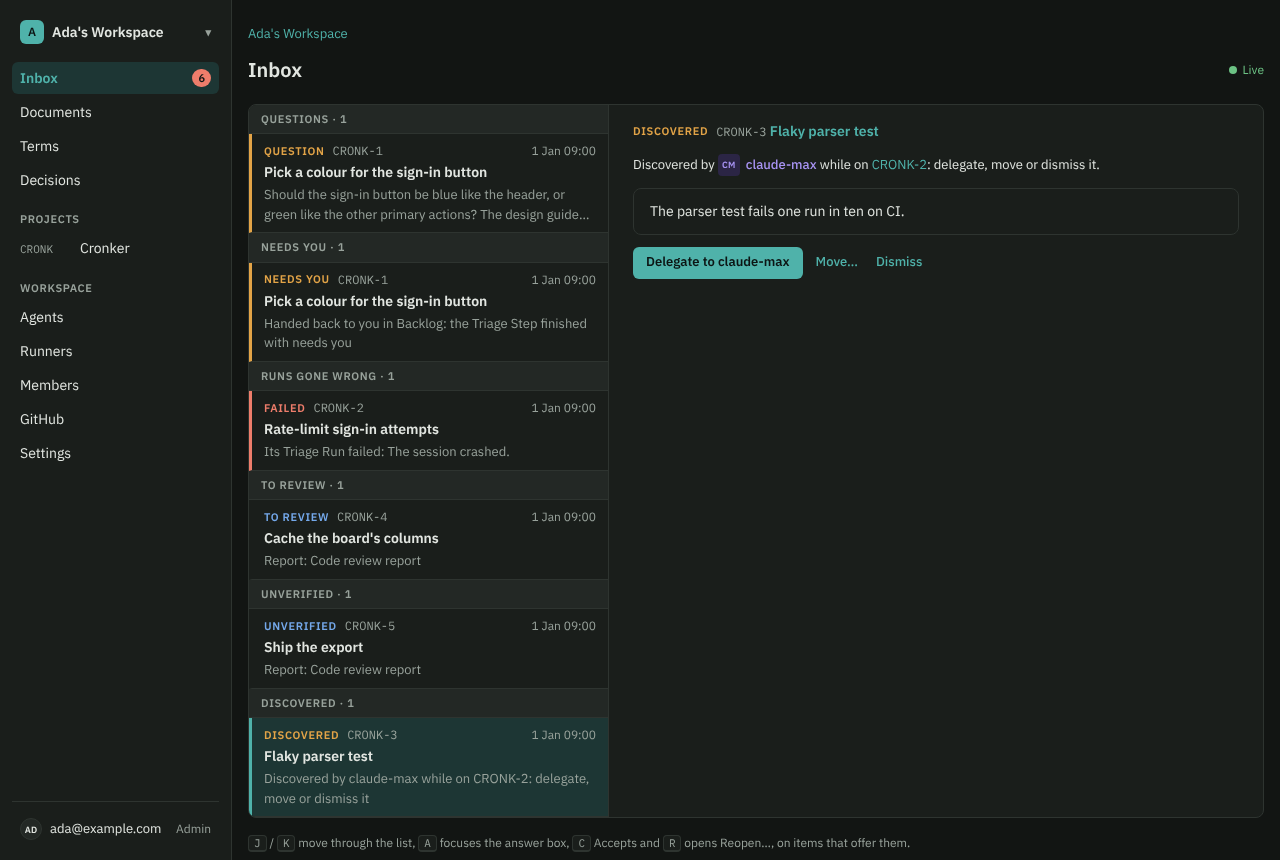 A Ada's Workspace ▾
Inbox 6
Documents
Terms
Decisions
PROJECTS
CRONK Cronker
WORKSPACE
Agents
Runners
Members
GitHub
Settings
AD ada@example.com Admin
Ada's Workspace
Inbox
Live
QUESTIONS · 1
QUESTION CRONK-1 1 Jan 09:00
Pick a colour for the sign-in button
Should the sign-in button be blue like the header, or
green like the other primary actions? The design guide...
NEEDS YOU · 1
NEEDS YOU CRONK-1 1 Jan 09:00
Pick a colour for the sign-in button
Handed back to you in Backlog: the Triage Step finished
with needs you
RUNS GONE WRONG · 1
FAILED CRONK-2 1 Jan 09:00
Rate-limit sign-in attempts
Its Triage Run failed: The session crashed.
TO REVIEW · 1
TO REVIEW CRONK-4 1 Jan 09:00
Cache the board's columns
Report: Code review report
UNVERIFIED · 1
UNVERIFIED CRONK-5 1 Jan 09:00
Ship the export
Report: Code review report
DISCOVERED · 1
DISCOVERED CRONK-3 1 Jan 09:00
Flaky parser test
Discovered by claude-max while on CRONK-2: delegate,
move or dismiss it
DISCOVERED CRONK-3 Flaky parser test
Discovered by CM claude-max while on CRONK-2: delegate, move or dismiss it.
The parser test fails one run in ten on CI.
Delegate to claude-max Move... Dismiss
J / K move through the list, A focuses the answer box, C Accepts and R opens Reopen..., on items that offer them.